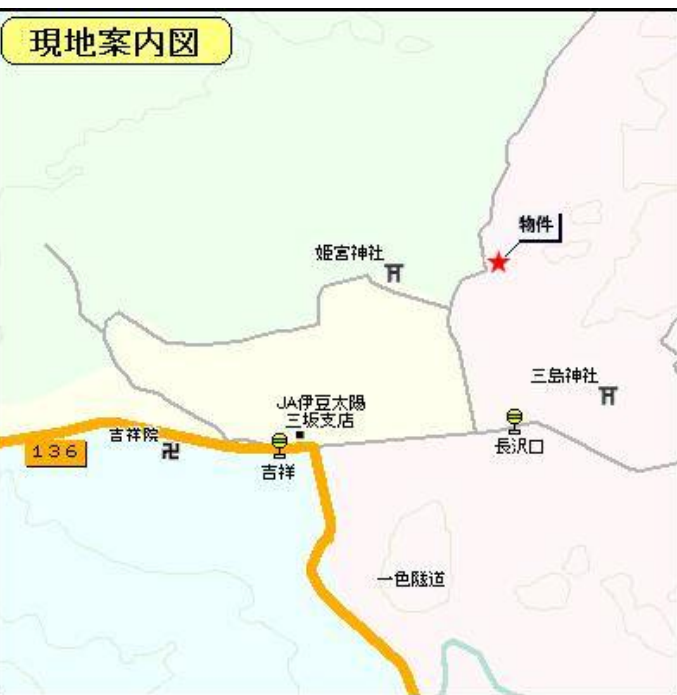 現地案内図
物件
姫宮神社
三島神社
JA伊豆太陽
三坂支店
長沢口
吉祥院
136
吉祥
一色隧道